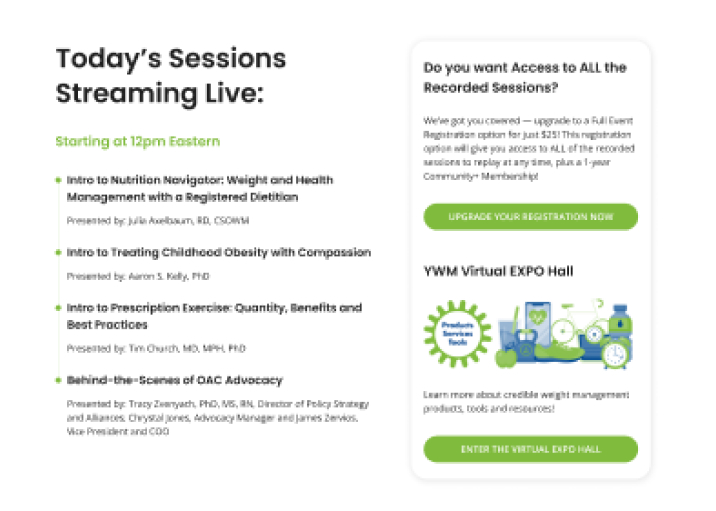 Today's Sessions
Streaming Live:
Starting at 12pm Eastern
Intro to Nutrition Navigator: Weight and Health
Management with a Registered Dietitian
Presented by: Julia Axelbaum, RD, CSOWM
Intro to Treating Childhood Obesity with Compassion
Presented by: Aaron S. Kelly, PhD
Intro to Prescription Exercise: Quantity, Benefits and
Best Practices
Presented by: Tim Church, MD, MPH, PhD
Behind-the-Scenes of OAC Advocacy
Presented by: Tracy Zvenyach, PhD, MS, RN, Director of Policy Strategy
and Alliances, Chrystal Jones, Advocacy Manager and James Zervios,
Vice President and COO
Do you want Access to ALL the
Recorded Sessions?
We've got you covered — upgrade to a Full Event
Registration option for just $25! This registration
option will give you access to ALL of the recorded
sessions to replay at any time, plus a 1-year
Community+ Membership!
UPGRADE YOUR REGISTRATION NOW
YWM Virtual EXPO Hall
Products
Services
Tools
Learn more about credible weight management
products, tools and resources!
ENTER THE VIRTUAL EXPO HALL